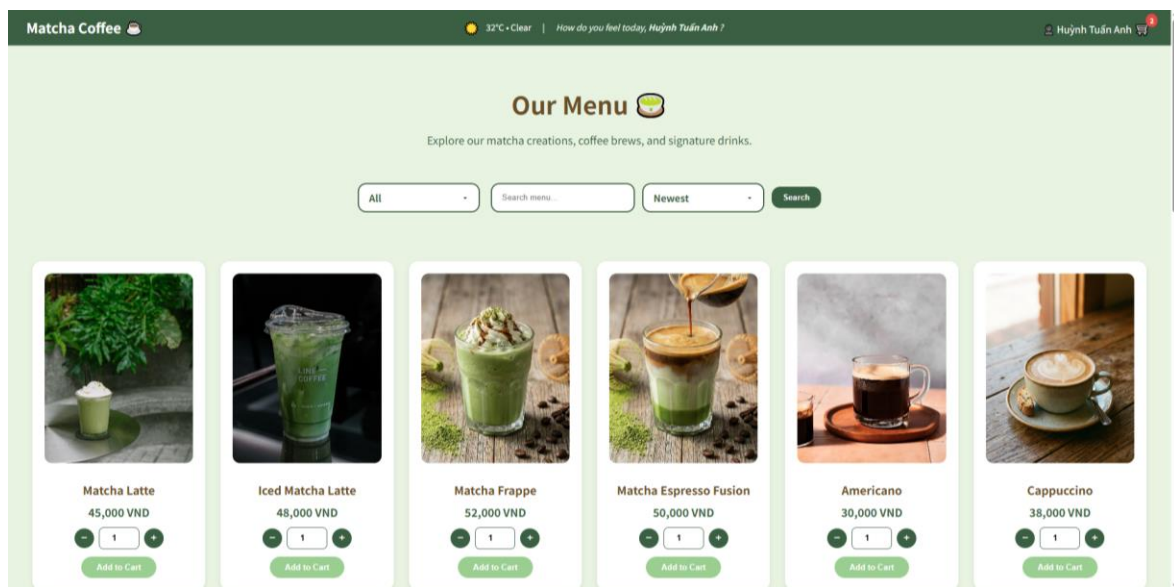 Matcha Coffee
32°C • Clear | How do you feel today, Huỳnh Tuấn Anh ?
Huỳnh Tuấn Anh
Our Menu
Explore our matcha creations, coffee brews, and signature drinks.
All
Search menu...
Newest
Search
LINE
COFFEE
Matcha Latte
Iced Matcha Latte
Matcha Frappe
Matcha Espresso Fusion
Americano
Cappuccino
45,000 VND
48,000 VND
52,000 VND
50,000 VND
30,000 VND
38,000 VND
− 1 +
− 1 +
− 1 +
− 1 +
− 1 +
− 1 +
Add to Cart
Add to Cart
Add to Cart
Add to Cart
Add to Cart
Add to Cart